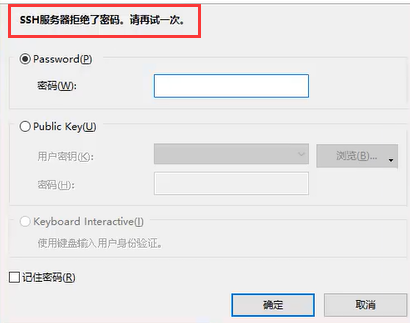 SSH服务器拒绝了密码。请再试一次。
Password(P)
密码(W):
Public Key(U)
用户密钥(K):
浏览(B)...
密码(H):
Keyboard Interactive(I)
使用键盘输入用户身份验证。
记住密码(R)
确定
取消